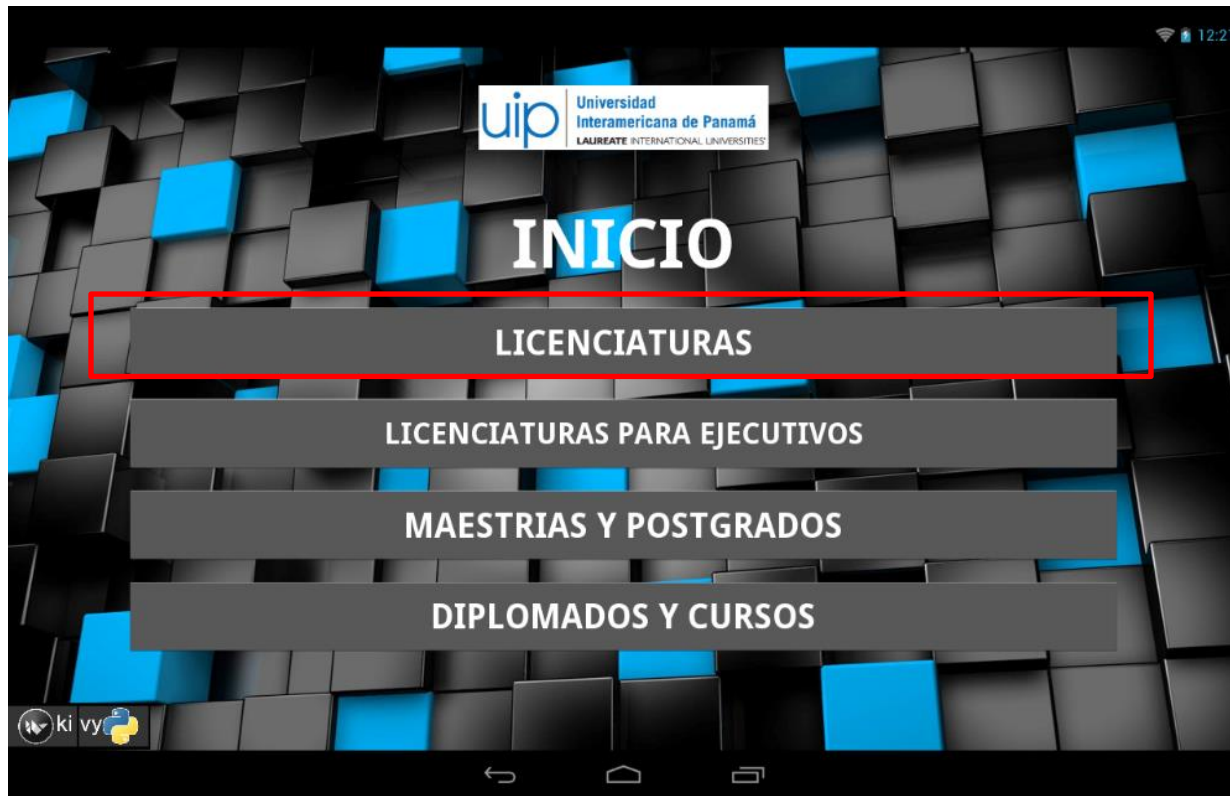 12:21
uip
Universidad
Interamericana de Panamá
LAUREATE INTERNATIONAL UNIVERSITIES
INICIO
LICENCIATURAS
LICENCIATURAS PARA EJECUTIVOS
MAESTRIAS Y POSTGRADOS
DIPLOMADOS Y CURSOS
ki vy